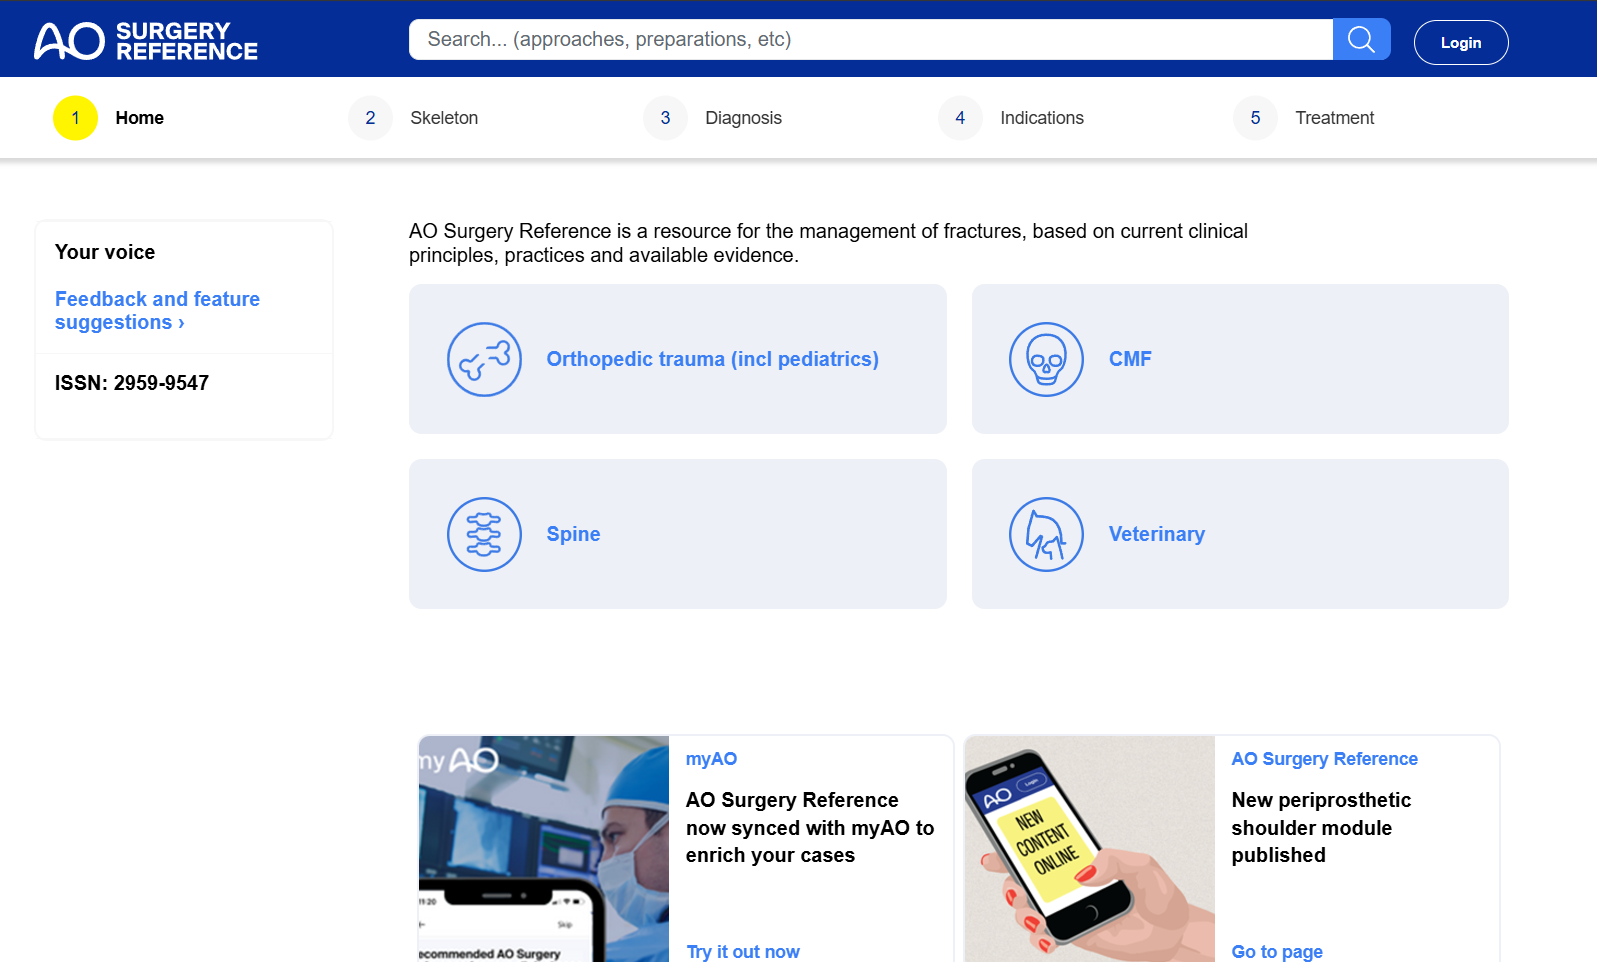 AO SURGERY
REFERENCE
Search... (approaches, preparations, etc)
Login
1 Home
2 Skeleton
3 Diagnosis
4 Indications
5 Treatment
Your voice
Feedback and feature
suggestions ›
ISSN: 2959-9547
AO Surgery Reference is a resource for the management of fractures, based on current clinical
principles, practices and available evidence.
Orthopedic trauma (incl pediatrics)
CMF
Spine
Veterinary
my AO
11:20
Skip
ecommended AO Surgery
myAO
AO Surgery Reference
now synced with myAO to
enrich your cases
Try it out now
AO Login
NEW
CONTENT
ONLINE
AO Surgery Reference
New periprosthetic
shoulder module
published
Go to page